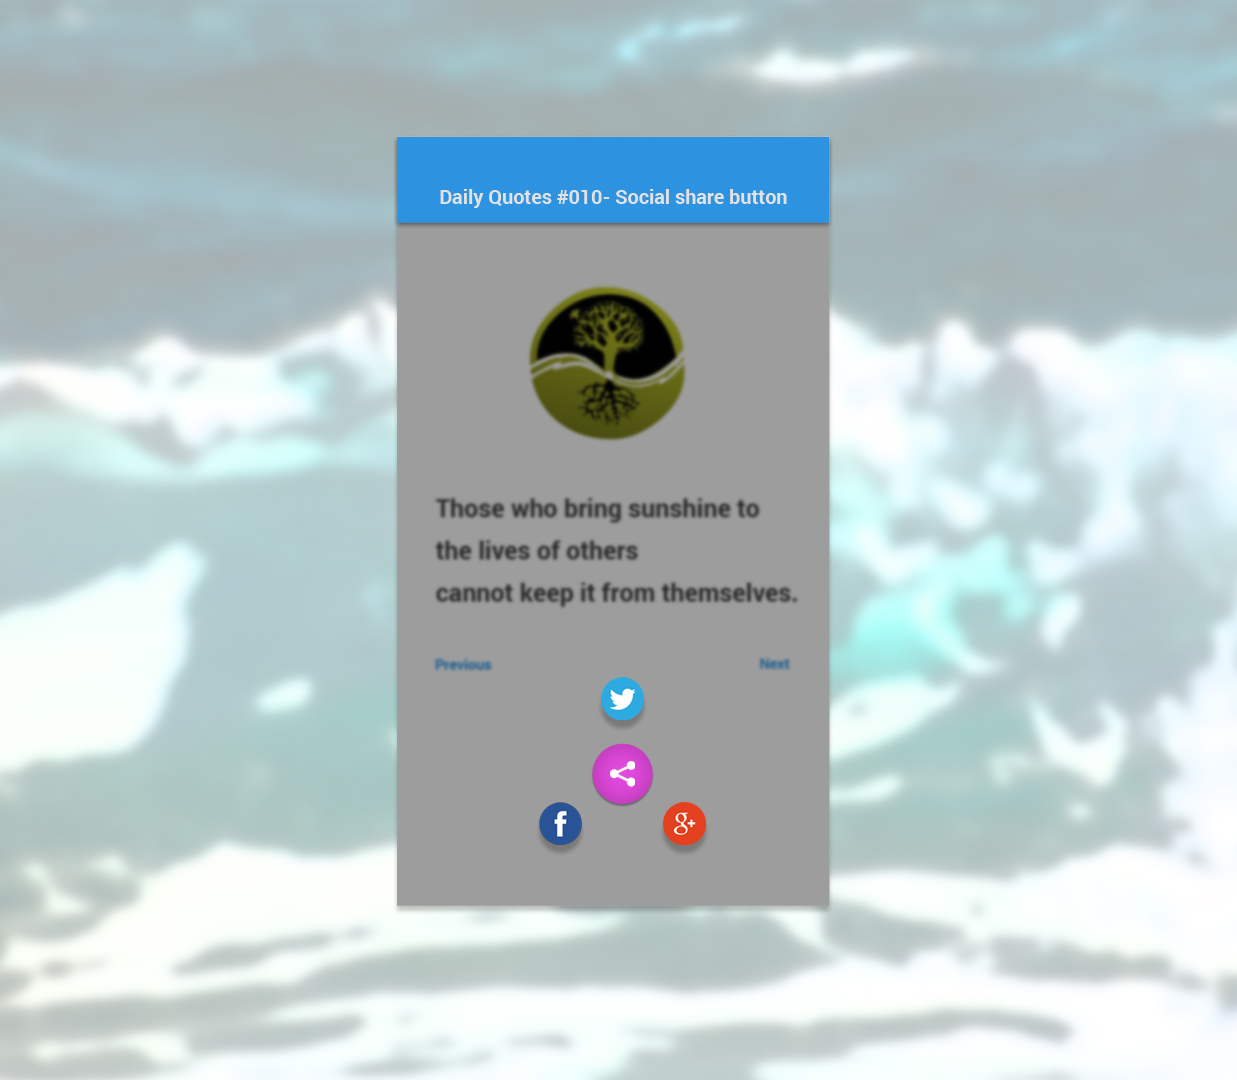 Daily Quotes #010- Social share button
Those who bring sunshine to
the lives of others
cannot keep it from themselves.
Previous
Next
f
g+